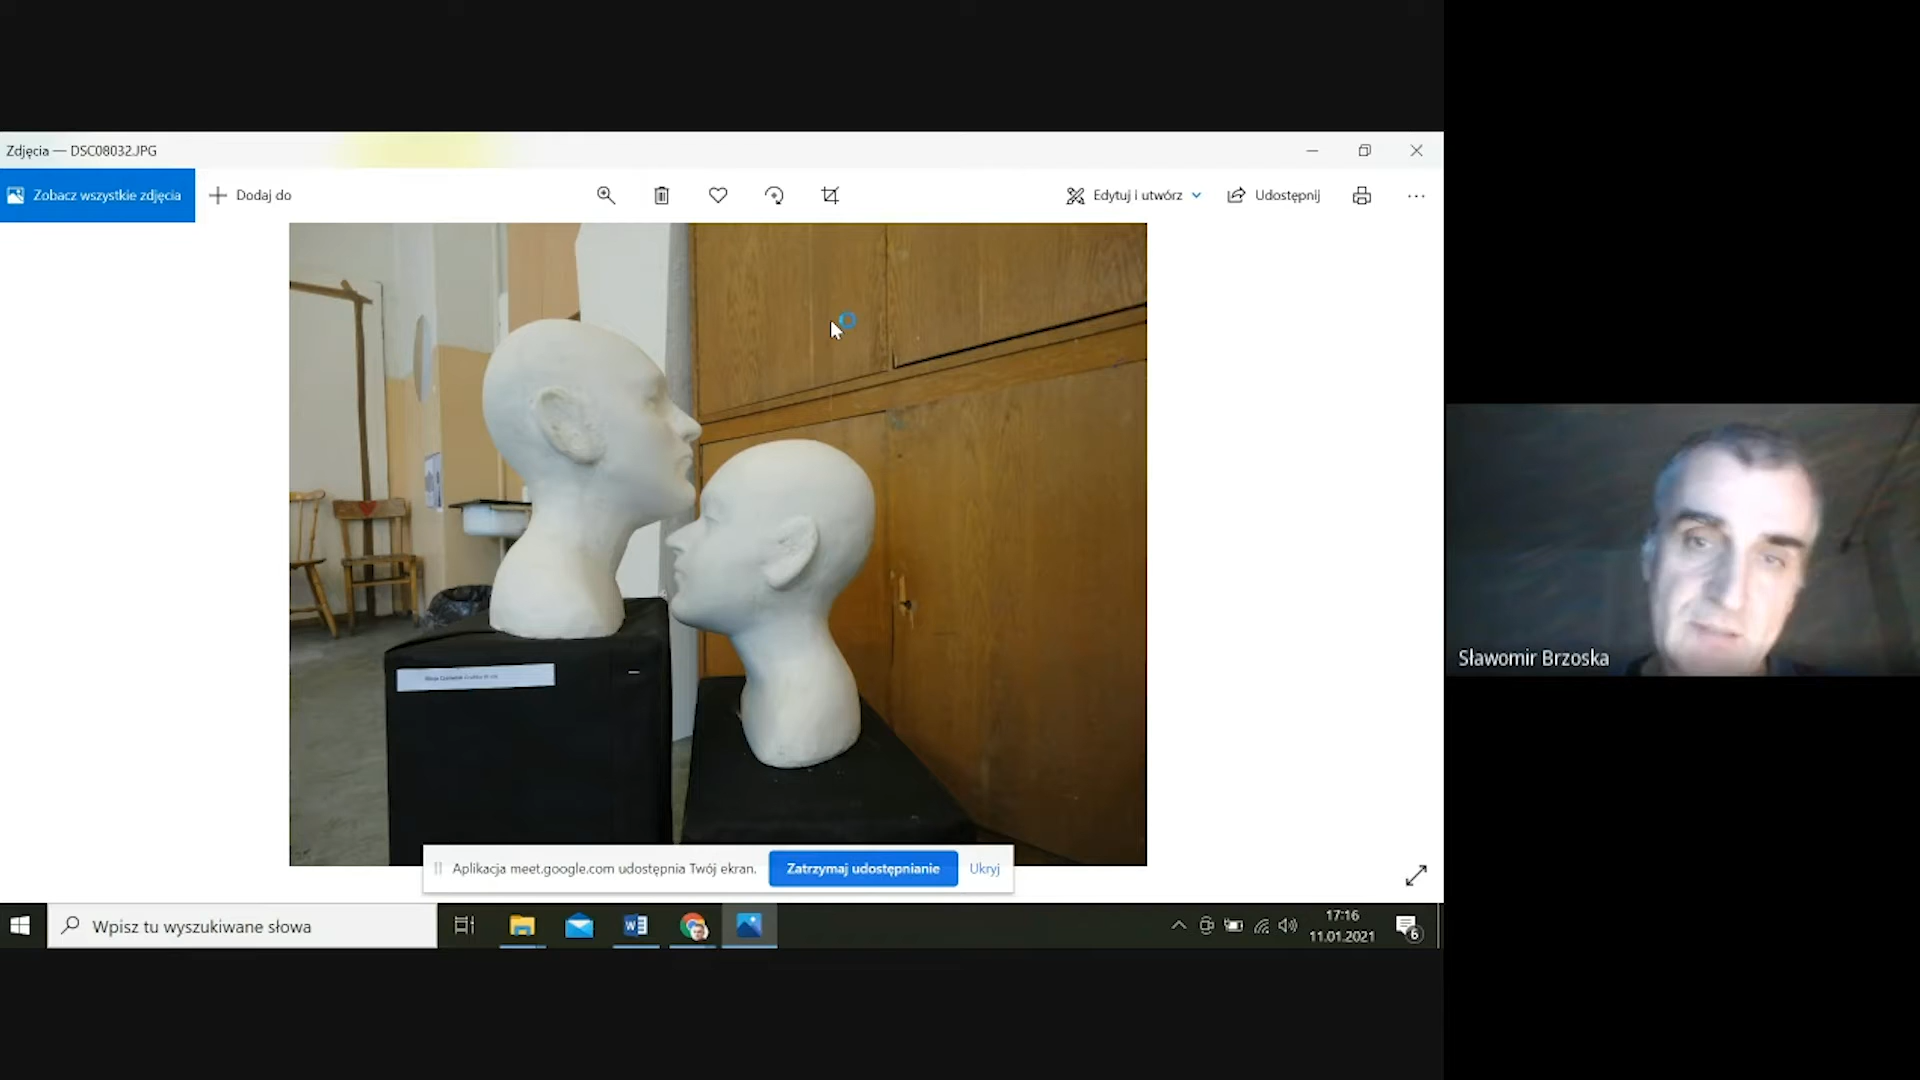 Zdjęcia — DSC08032.JPG
Zobacz wszystkie zdjęcia
Dodaj do
Edytuj i utwórz
Udostępnij
Aplikacja meet.google.com udostępnia Twój ekran.
Zatrzymaj udostępnianie
Ukryj
Sławomir Brzoska
Wpisz tu wyszukiwane słowa
17:16
11.01.2021
6